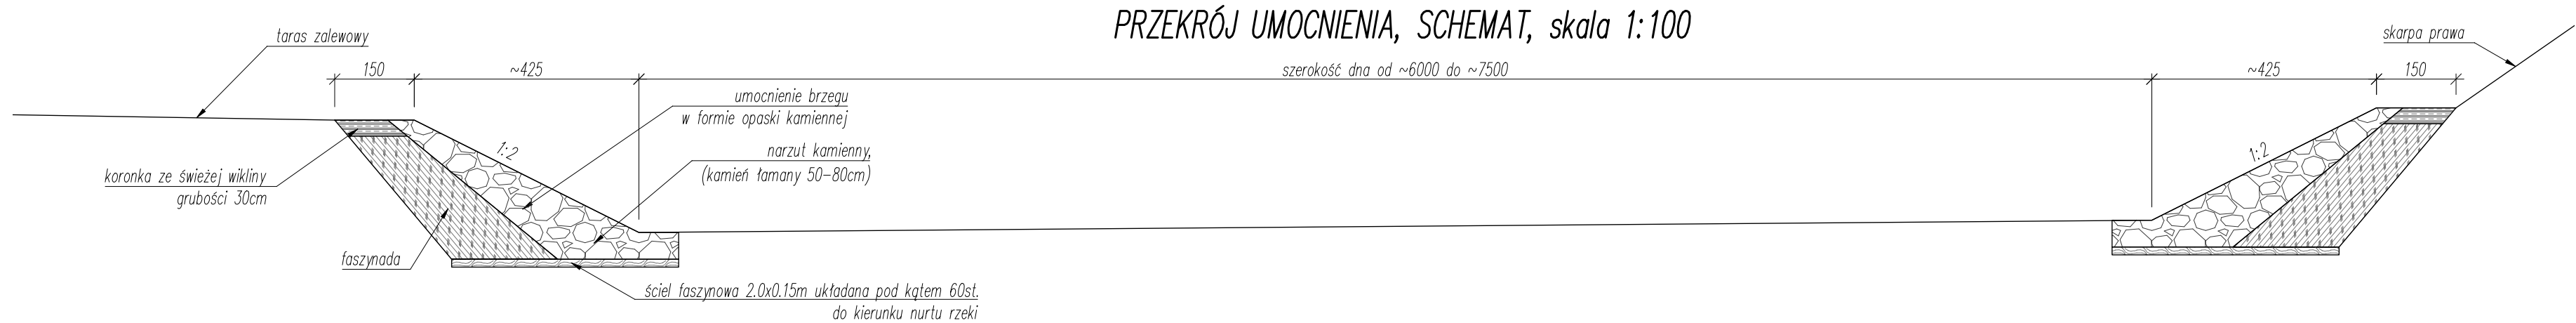 PRZEKRÓJ UMOCNIENIA, SCHEMAT, skala 1:100
taras zalewowy
skarpa prawa
150
~425
szerokość dna od ~6000 do ~7500
~425
150
umocnienie brzegu
w formie opaski kamiennej
1:2
1:2
narzut kamienny,
(kamień łamany 50-80cm)
koronka ze świeżej wikliny
grubości 30cm
faszynada
ściel faszynowa 2.0x0.15m układana pod kątem 60st.
do kierunku nurtu rzeki